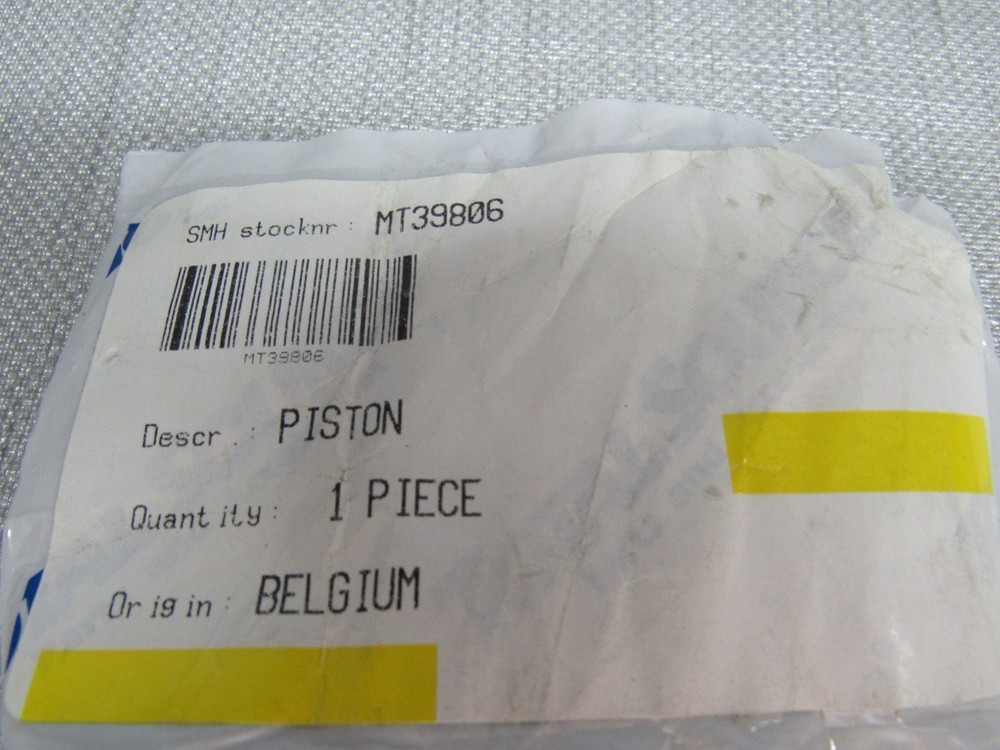 SMH stocknr: MT39806
MT39806
Descr.: PISTON
Quantity: 1 PIECE
Origin: BELGIUM